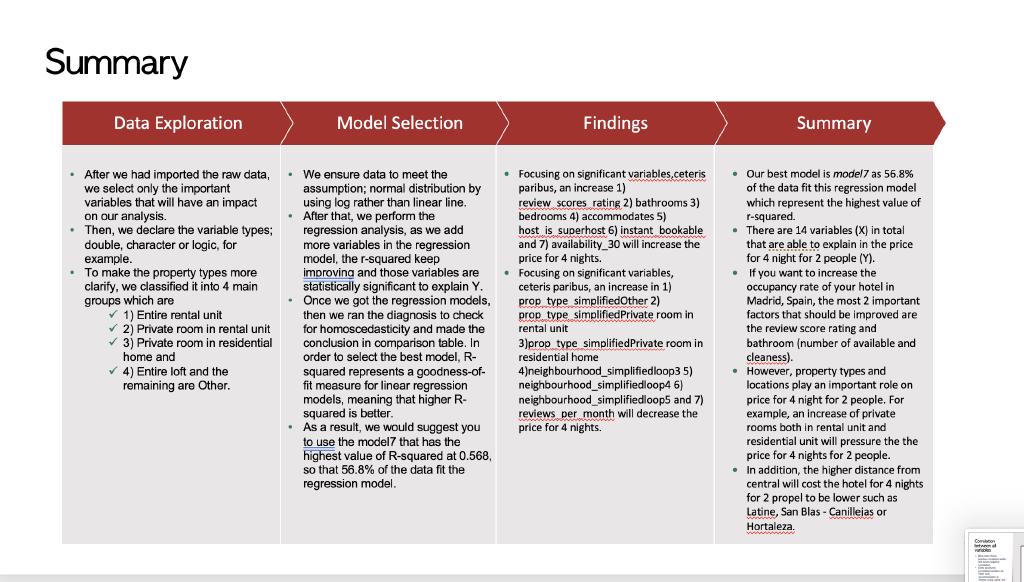 Summary
Data Exploration
Model Selection
Findings
Summary
• After we had imported the raw data,
we select only the important
variables that will have an impact
on our analysis.
• Then, we declare the variable types;
double, character or logic, for
example.
• To make the property types more
clarify, we classified it into 4 main
groups which are
✓ 1) Entire rental unit
✓ 2) Private room in rental unit
✓ 3) Private room in residential
home and
✓ 4) Entire loft and the
remaining are Other.
• We ensure data to meet the
assumption; normal distribution by
using log rather than linear line.
• After that, we perform the
regression analysis, as we add
more variables in the regression
model, the r-squared keep
improving and those variables are
statistically significant to explain Y.
• Once we got the regression models,
then we ran the diagnosis to check
for homoscedasticity and made the
conclusion in comparison table. In
order to select the best model, R-
squared represents a goodness-of-
fit measure for linear regression
models, meaning that higher R-
squared is better.
• As a result, we would suggest you
to use the model7 that has the
highest value of R-squared at 0.568,
so that 56.8% of the data fit the
regression model.
• Focusing on significant variables,ceteris
paribus, an increase 1)
review_scores_rating 2) bathrooms 3)
bedrooms 4) accommodates 5)
host_is_superhost 6) instant_bookable
and 7) availability_30 will increase the
price for 4 nights.
• Focusing on significant variables,
ceteris paribus, an increase in 1)
prop_type_simplifiedOther 2)
prop_type_simplifiedPrivate room in
rental unit
3)prop_type_simplifiedPrivate room in
residential home
4)neighbourhood_simplifiedloop3 5)
neighbourhood_simplifiedloop4 6)
neighbourhood_simplifiedloop5 and 7)
reviews_per_month will decrease the
price for 4 nights.
• Our best model is model7 as 56.8%
of the data fit this regression model
which represent the highest value of
r-squared.
• There are 14 variables (X) in total
that are able to explain in the price
for 4 night for 2 people (Y).
• If you want to increase the
occupancy rate of your hotel in
Madrid, Spain, the most 2 important
factors that should be improved are
the review score rating and
bathroom (number of available and
cleaness).
• However, property types and
locations play an important role on
price for 4 night for 2 people. For
example, an increase of private
rooms both in rental unit and
residential unit will pressure the the
price for 4 nights for 2 people.
• In addition, the higher distance from
central will cost the hotel for 4 nights
for 2 propel to be lower such as
Latine, San Blas - Canillejas or
Hortaleza.
Correlation
between all
variables